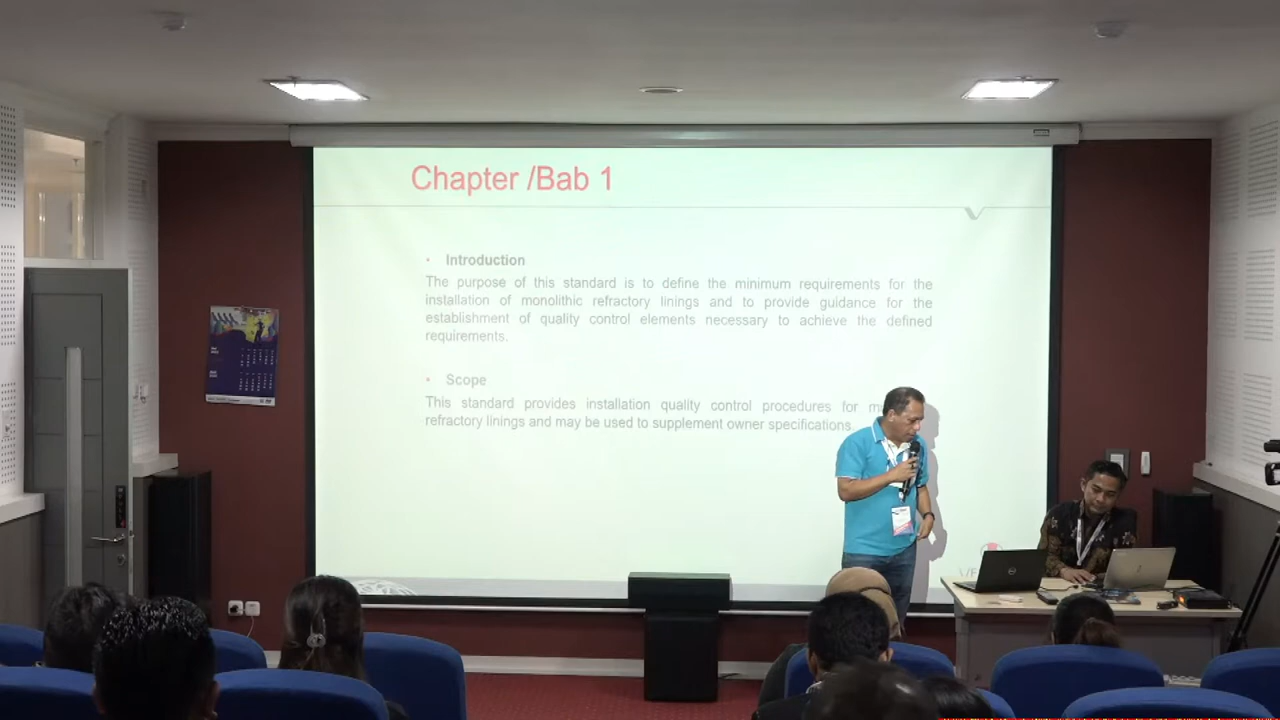 Chapter /Bab 1
• Introduction
The purpose of this standard is to define the minimum requirements for the
installation of monolithic refractory linings and to provide guidance for the
establishment of quality control elements necessary to achieve the defined
requirements.
• Scope
This standard provides installation quality control procedures for
refractory linings and may be used to supplement owner specifications.